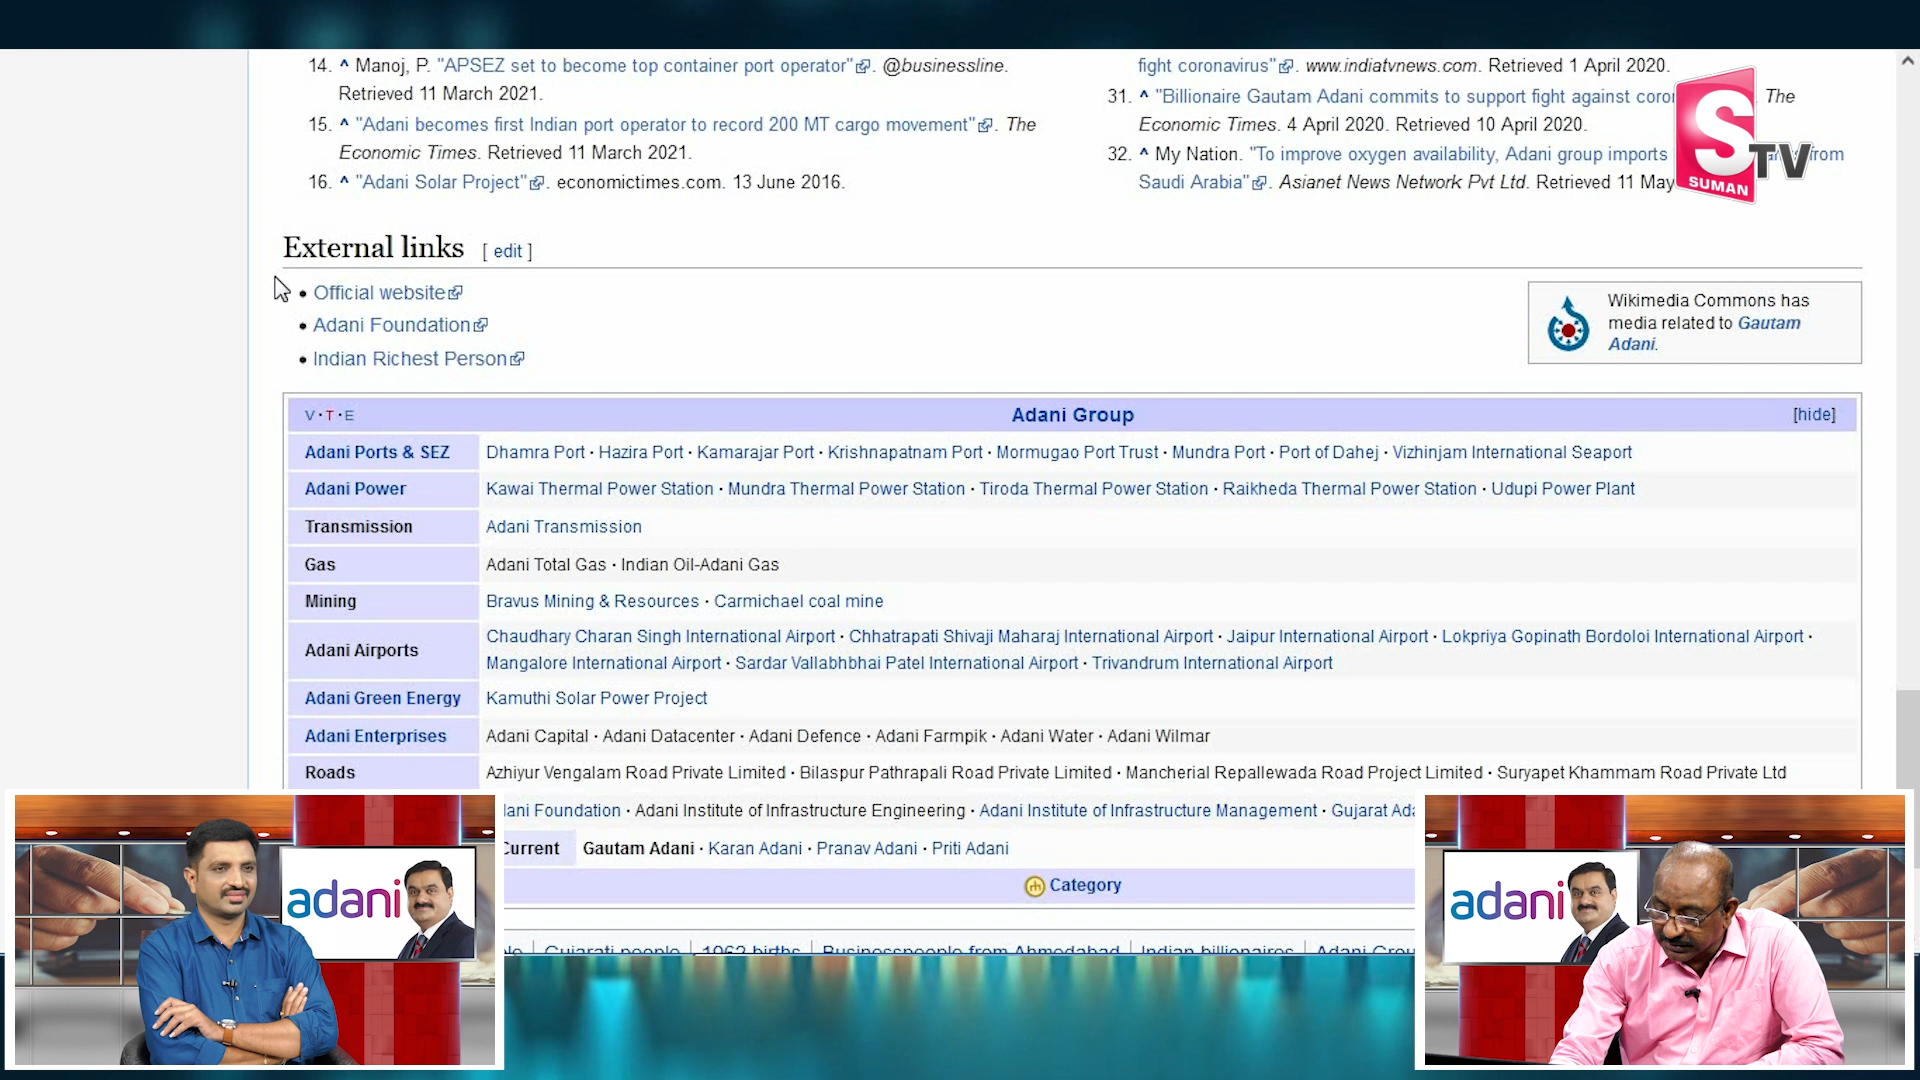 14. ^ Manoj, P. "APSEZ set to become top container port operator". @businessline.
Retrieved 11 March 2021.
15. ^ "Adani becomes first Indian port operator to record 200 MT cargo movement". The
Economic Times. Retrieved 11 March 2021.
16. ^ "Adani Solar Project". economictimes.com. 13 June 2016.
fight coronavirus". www.indiatvnews.com. Retrieved 1 April 2020.
31. ^ "Billionaire Gautam Adani commits to support fight against The
Economic Times. 4 April 2020. Retrieved 10 April 2020.
32. ^ My Nation. "To improve oxygen availability, Adani group imports from
Saudi Arabia". Asianet News Network Pvt Ltd. Retrieved 11 May
S TV
SUMAN
External links [ edit ]
• Official website
• Adani Foundation
• Indian Richest Person
Wikimedia Commons has
media related to Gautam
Adani.
V · T · E Adani Group [hide]
Adani Ports & SEZ Dhamra Port · Hazira Port · Kamarajar Port · Krishnapatnam Port · Mormugao Port Trust · Mundra Port · Port of Dahej · Vizhinjam International Seaport
Adani Power Kawai Thermal Power Station · Mundra Thermal Power Station · Tiroda Thermal Power Station · Raikheda Thermal Power Station · Udupi Power Plant
Transmission Adani Transmission
Gas Adani Total Gas · Indian Oil-Adani Gas
Mining Bravus Mining & Resources · Carmichael coal mine
Adani Airports Chaudhary Charan Singh International Airport · Chhatrapati Shivaji Maharaj International Airport · Jaipur International Airport · Lokpriya Gopinath Bordoloi International Airport ·
Mangalore International Airport · Sardar Vallabhbhai Patel International Airport · Trivandrum International Airport
Adani Green Energy Kamuthi Solar Power Project
Adani Enterprises Adani Capital · Adani Datacenter · Adani Defence · Adani Farmpik · Adani Water · Adani Wilmar
Roads Azhiyur Vengalam Road Private Limited · Bilaspur Pathrapali Road Private Limited · Mancherial Repallewada Road Project Limited · Suryapet Khammam Road Private Ltd
Foundation · Adani Institute of Infrastructure Engineering · Adani Institute of Infrastructure Management · Gujarat
Current Gautam Adani · Karan Adani · Pranav Adani · Priti Adani
Category
Gujarati people | 1962 births | Businesspeople from Ahmedabad | Indian billionaires | Adani
adani
adani